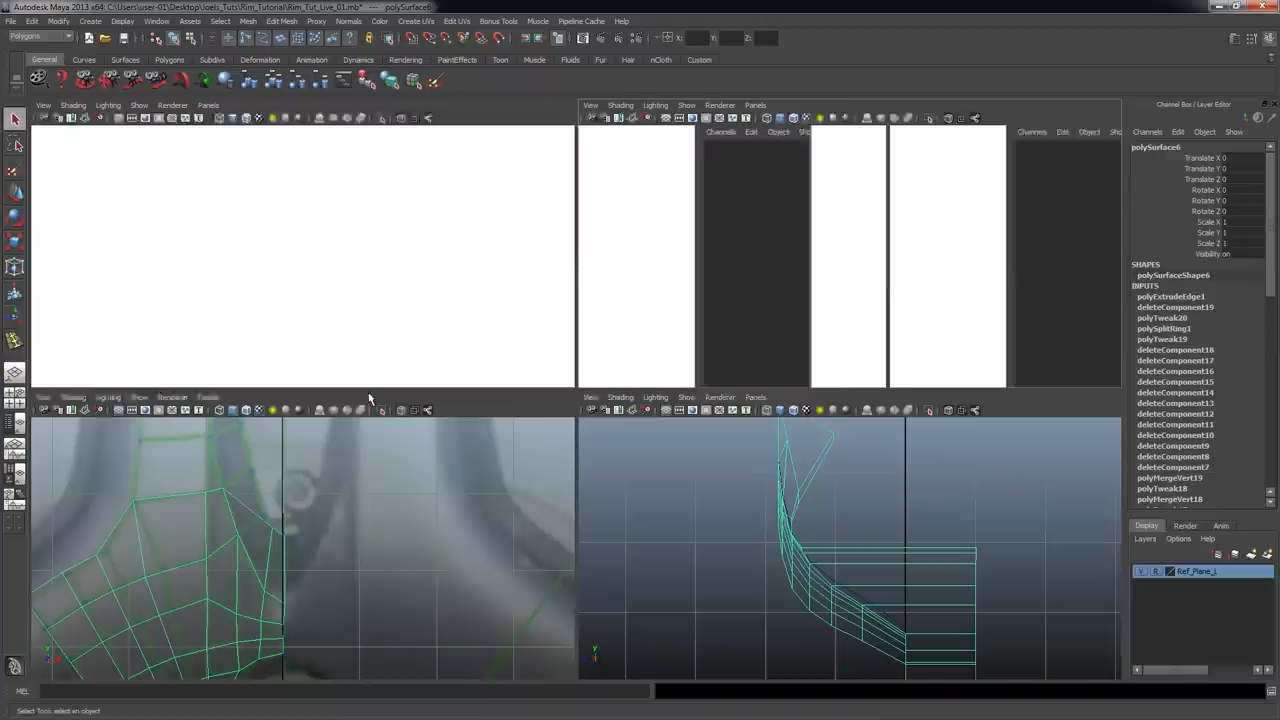 Autodesk Maya 2013 x64: C:\Users\user-01\Desktop\Joels_Tuts\Rim_Tutorial\Rim_Tut_Live_01.mb* --- polySurface6
File Edit Modify Create Display Window Assets Select Mesh Edit Mesh Proxy Normals Color Create UVs Edit UVs Bonus Tools Muscle Pipeline Cache Help
Polygons X: Y: Z:
General Curves Surfaces Polygons Subdivs Deformation Animation Dynamics Rendering PaintEffects Toon Muscle Fluids Fur Hair nCloth Custom
View Shading Lighting Show Renderer Panels
View Shading Lighting Show Renderer Panels
Channels Edit Object
Channels Edit Object
Channel Box / Layer Editor
Channels Edit Object Show
polySurface6
Translate X 0
Translate Y 0
Translate Z 0
Rotate X 0
Rotate Y 0
Rotate Z 0
Scale X 1
Scale Y 1
Scale Z 1
Visibility on
SHAPES
polySurfaceShape6
INPUTS
polyExtrudeEdge1
deleteComponent19
polyTweak20
polySplitRing1
polyTweak19
deleteComponent18
deleteComponent17
deleteComponent16
deleteComponent15
deleteComponent14
deleteComponent13
deleteComponent12
deleteComponent11
deleteComponent10
deleteComponent9
deleteComponent8
deleteComponent7
polyMergeVert19
polyTweak18
polyMergeVert18
View Shading Lighting Show Renderer Panels
View Shading Lighting Show Renderer Panels
Display Render Anim
Layers Options Help
V R Ref_Plane_L
MEL
Select Tool: select an object